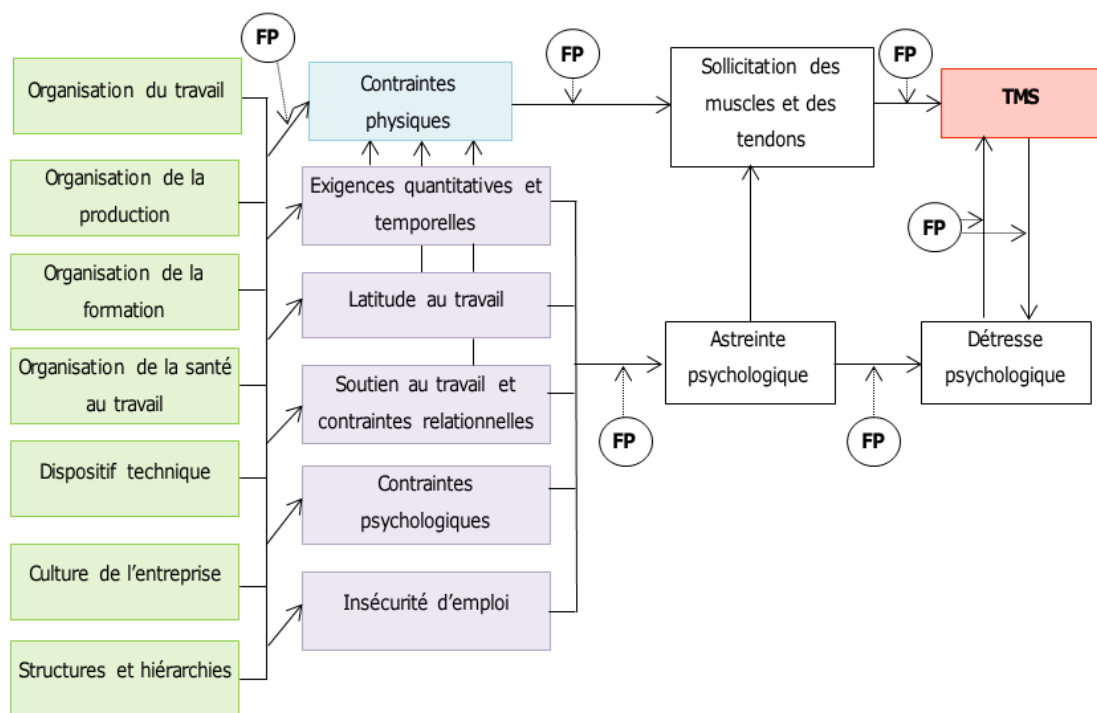 FP
Organisation du travail
Organisation de la
production
Organisation de la
formation
Organisation de la santé
au travail
Dispositif technique
Culture de l'entreprise
Structures et hiérarchies
Contraintes
physiques
Exigences quantitatives et
temporelles
Latitude au travail
Soutien au travail et
contraintes relationnelles
Contraintes
psychologiques
Insécurité d'emploi
FP
Sollicitation des
muscles et des
tendons
FP
TMS
FP
Astreinte
psychologique
Détresse
psychologique
FP
FP